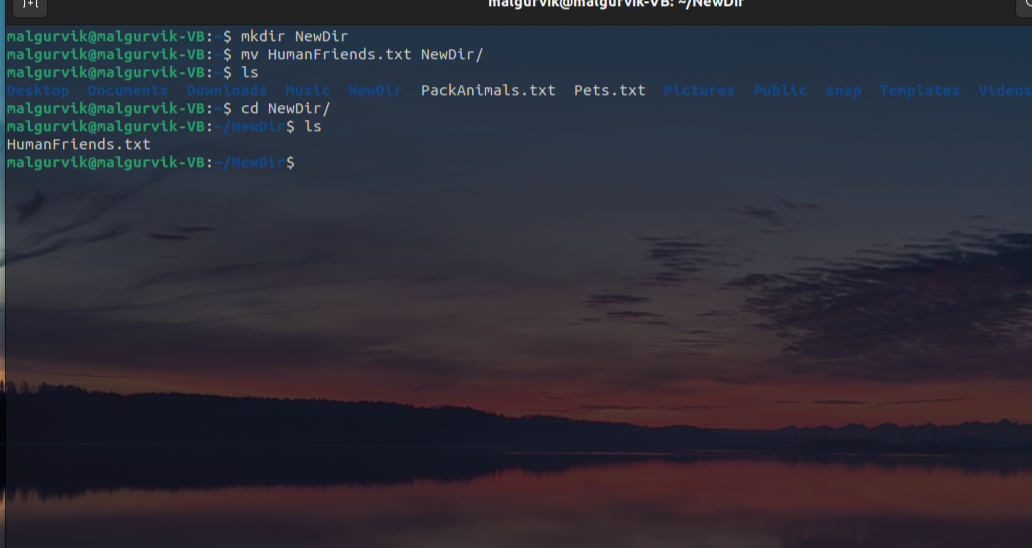 malgurvik@malgurvik-VB: ~/NewDir
malgurvik@malgurvik-VB:~$ mkdir NewDir
malgurvik@malgurvik-VB:~$ mv HumanFriends.txt NewDir/
malgurvik@malgurvik-VB:~$ ls
Desktop Documents Downloads Music NewDir PackAnimals.txt Pets.txt Pictures Public snap Templates Videos
malgurvik@malgurvik-VB:~$ cd NewDir/
malgurvik@malgurvik-VB:~/NewDir$ ls
HumanFriends.txt
malgurvik@malgurvik-VB:~/NewDir$